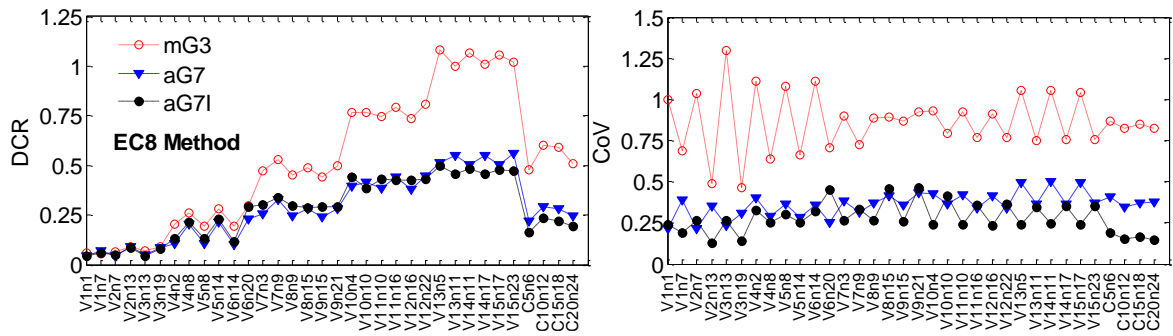 1
0.75
0.5
0.25
0
DCR
mG3
aG7
aG7I
EC8 Method
V1n1
V1n7
V2n7
V2n13
V3n13
V3n19
V4n2
V4n8
V5n8
V5n14
V6n14
V6n20
V7n3
V7n9
V8n9
V8n15
V9n15
V9n21
V10n4
V10n10
V11n10
V11n16
V12n16
V12n22
V13n5
V13n11
V14n11
V14n17
V15n17
V15n23
C5n6
C10n12
C15n18
C20n24
1.5
1.25
1
0.75
0.5
0.25
0
CoV
V1n1
V1n7
V2n7
V2n13
V3n13
V3n19
V4n2
V4n8
V5n8
V5n14
V6n14
V6n20
V7n3
V7n9
V8n9
V8n15
V9n15
V9n21
V10n4
V10n10
V11n10
V11n16
V12n16
V12n22
V13n5
V13n11
V14n11
V14n17
V15n17
V15n23
C5n6
C10n12
C15n18
C20n24